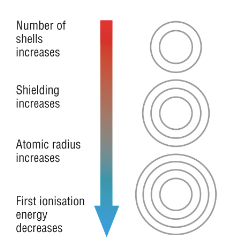 Number of
shells
increases
Shielding
increases
Atomic radius
increases
First ionisation
energy
decreases